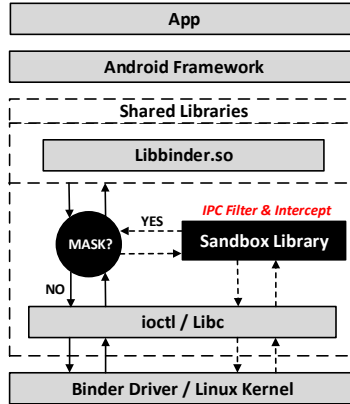 App
Android Framework
Shared Libraries
Libbinder.so
IPC Filter & Intercept
YES
MASK?
Sandbox Library
NO
ioctl / Libc
Binder Driver / Linux Kernel